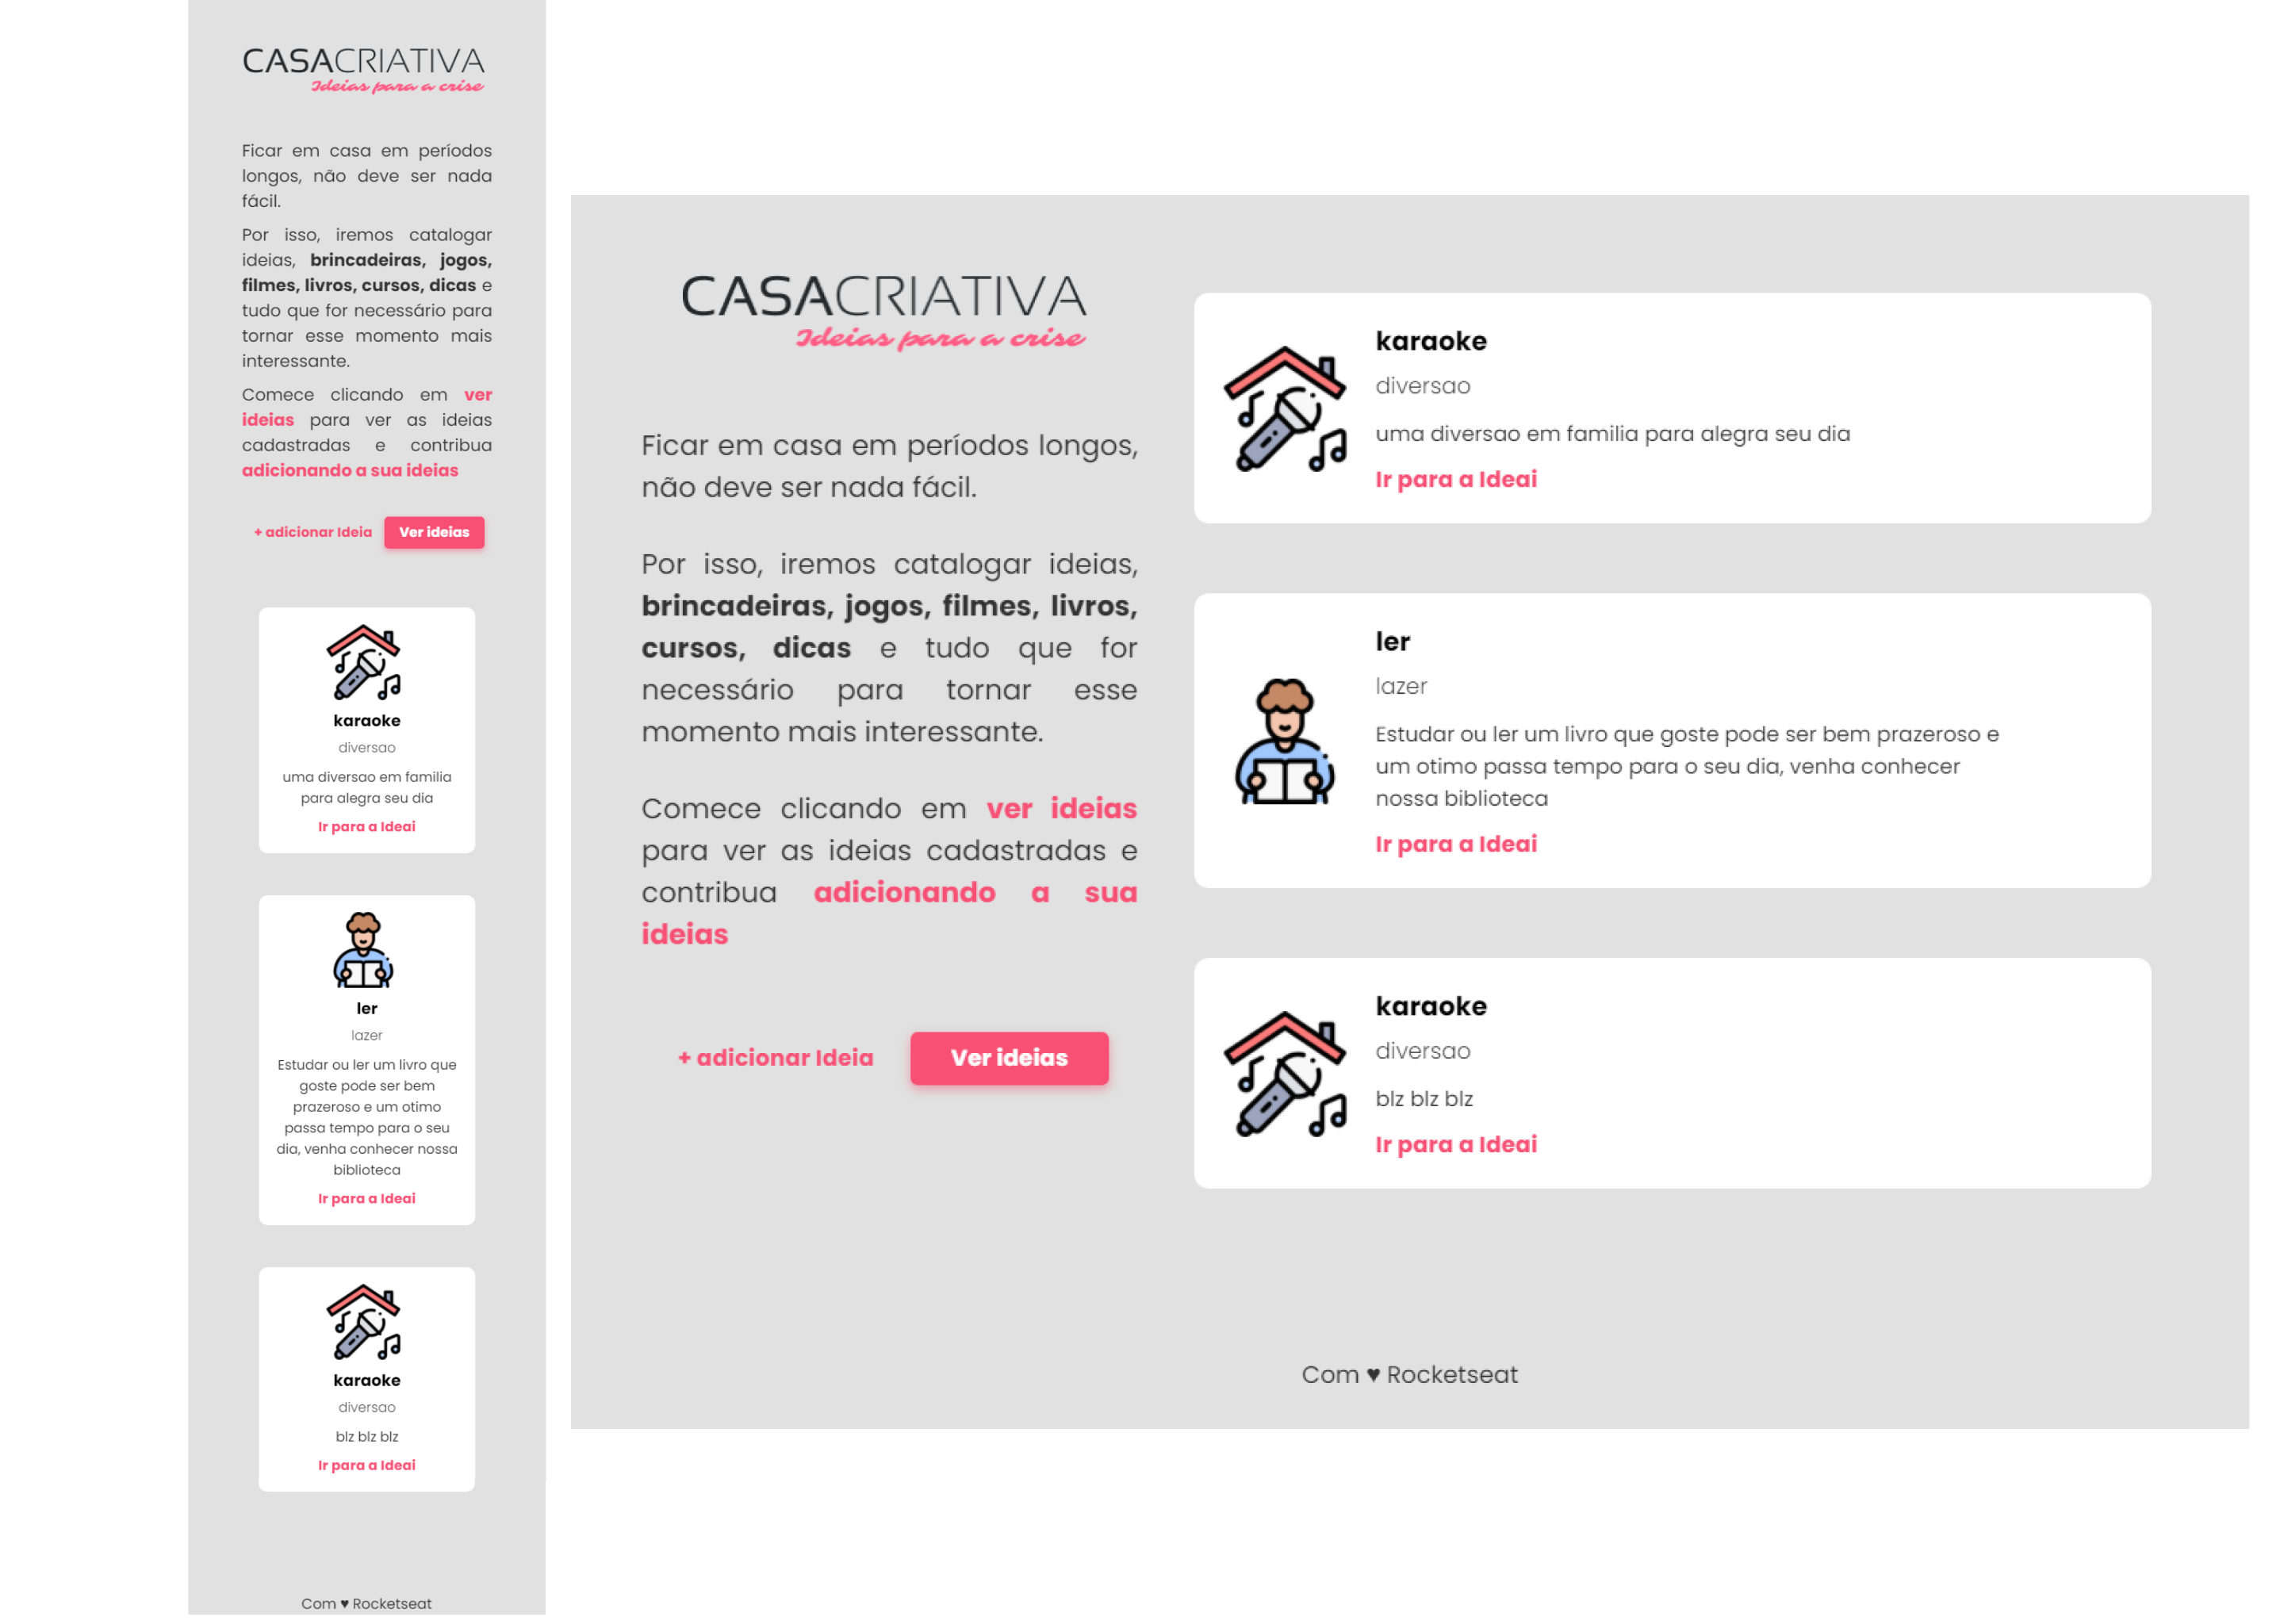 CASACRIATIVA
Ideias para a crise
Ficar em casa em períodos
longos, não deve ser nada
fácil.
Por isso, iremos catalogar
ideias, brincadeiras, jogos,
filmes, livros, cursos, dicas e
tudo que for necessário para
tornar esse momento mais
interessante.
Comece clicando em ver
ideias para ver as ideias
cadastradas e contribua
adicionando a sua ideias
+ adicionar Ideia Ver ideias
karaoke
diversao
uma diversao em familia
para alegra seu dia
Ir para a Ideai
ler
lazer
Estudar ou ler um livro que
goste pode ser bem
prazeroso e um otimo
passa tempo para o seu
dia, venha conhecer nossa
biblioteca
Ir para a Ideai
karaoke
diversao
blz blz blz
Ir para a Ideai
Com ♥ Rocketseat
CASACRIATIVA
Ideias para a crise
Ficar em casa em períodos longos,
não deve ser nada fácil.
Por isso, iremos catalogar ideias,
brincadeiras, jogos, filmes, livros,
cursos, dicas e tudo que for
necessário para tornar esse
momento mais interessante.
Comece clicando em ver ideias
para ver as ideias cadastradas e
contribua adicionando a sua
ideias
+ adicionar Ideia Ver ideias
karaoke
diversao
uma diversao em familia para alegra seu dia
Ir para a Ideai
ler
lazer
Estudar ou ler um livro que goste pode ser bem prazeroso e
um otimo passa tempo para o seu dia, venha conhecer
nossa biblioteca
Ir para a Ideai
karaoke
diversao
blz blz blz
Ir para a Ideai
Com ♥ Rocketseat